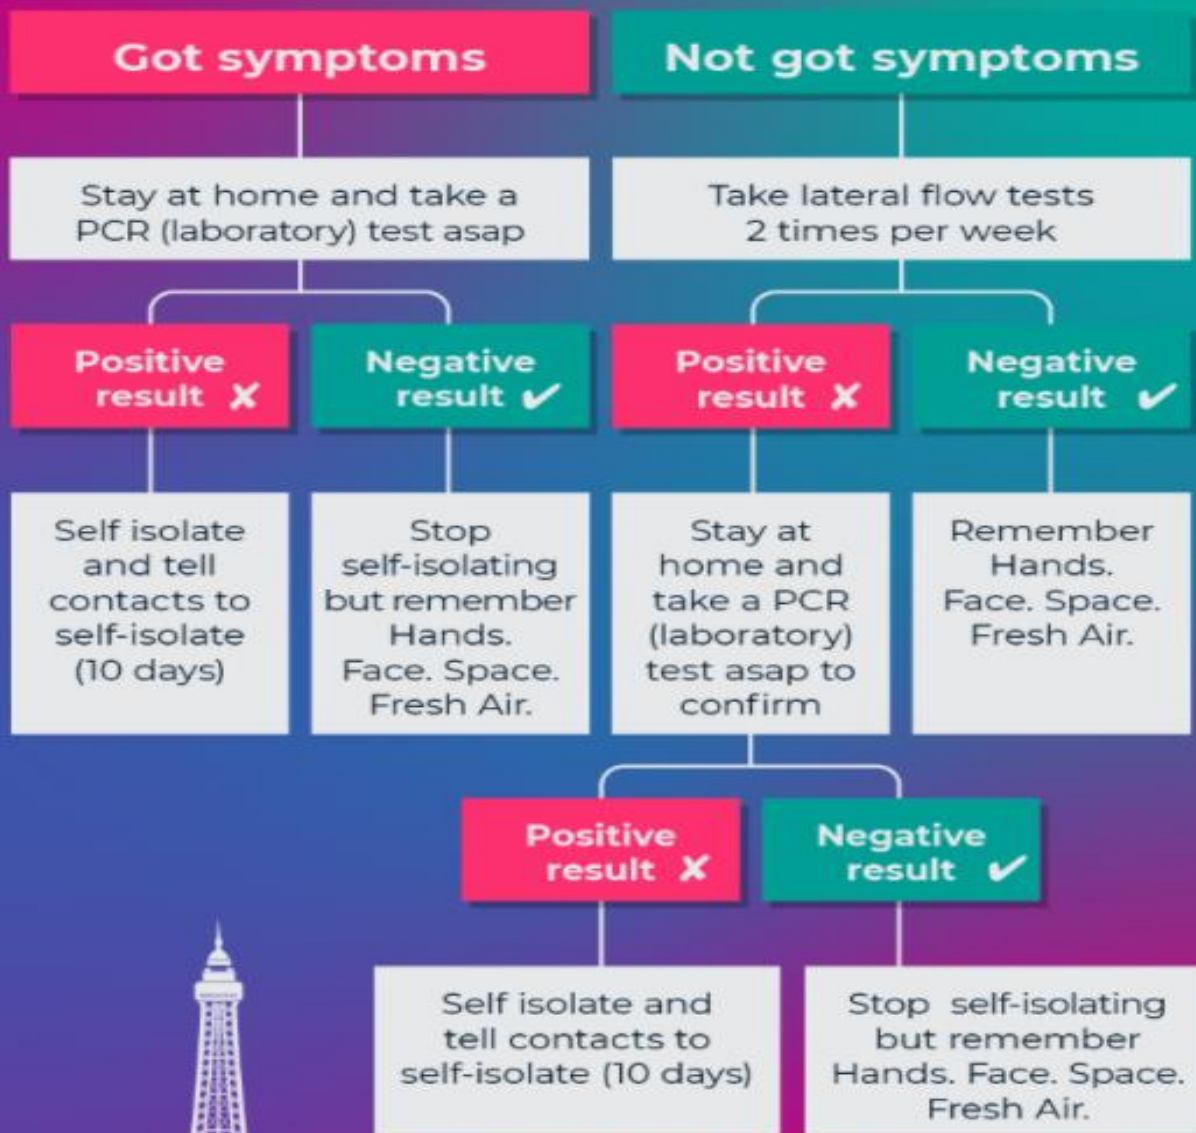 Got symptoms
Not got symptoms
Stay at home and take a
PCR (laboratory) test asap
Take lateral flow tests
2 times per week
Positive
result ✘
Negative
result ✔
Positive
result ✘
Negative
result ✔
Self isolate
and tell
contacts to
self-isolate
(10 days)
Stop
self-isolating
but remember
Hands.
Face. Space.
Fresh Air.
Stay at
home and
take a PCR
(laboratory)
test asap to
confirm
Remember
Hands.
Face. Space.
Fresh Air.
Positive
result ✘
Negative
result ✔
Self isolate and
tell contacts to
self-isolate (10 days)
Stop self-isolating
but remember
Hands. Face. Space.
Fresh Air.